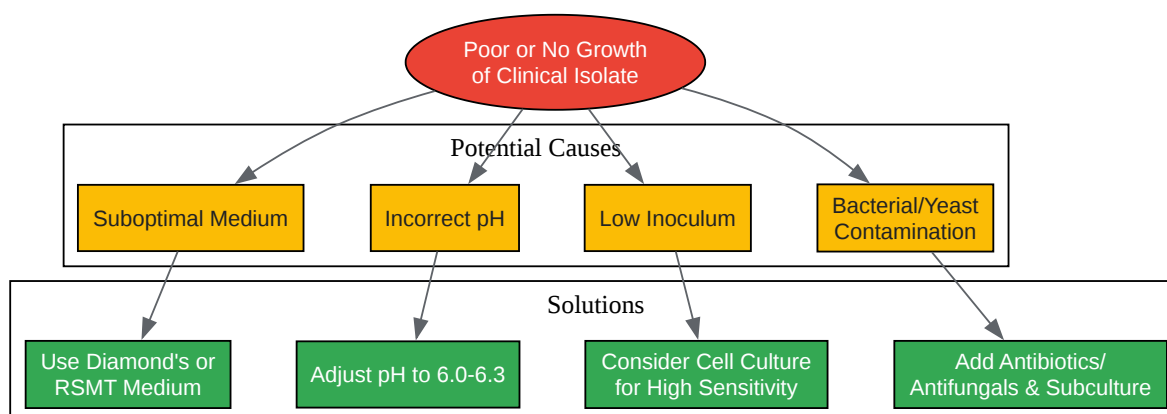 Poor or No Growth
of Clinical Isolate
Potential Causes
Suboptimal Medium
Incorrect pH
Low Inoculum
Bacterial/Yeast
Contamination
Solutions
Use Diamond's or
RSMT Medium
Adjust pH to 6.0-6.3
Consider Cell Culture
for High Sensitivity
Add Antibiotics/
Antifungals & Subculture